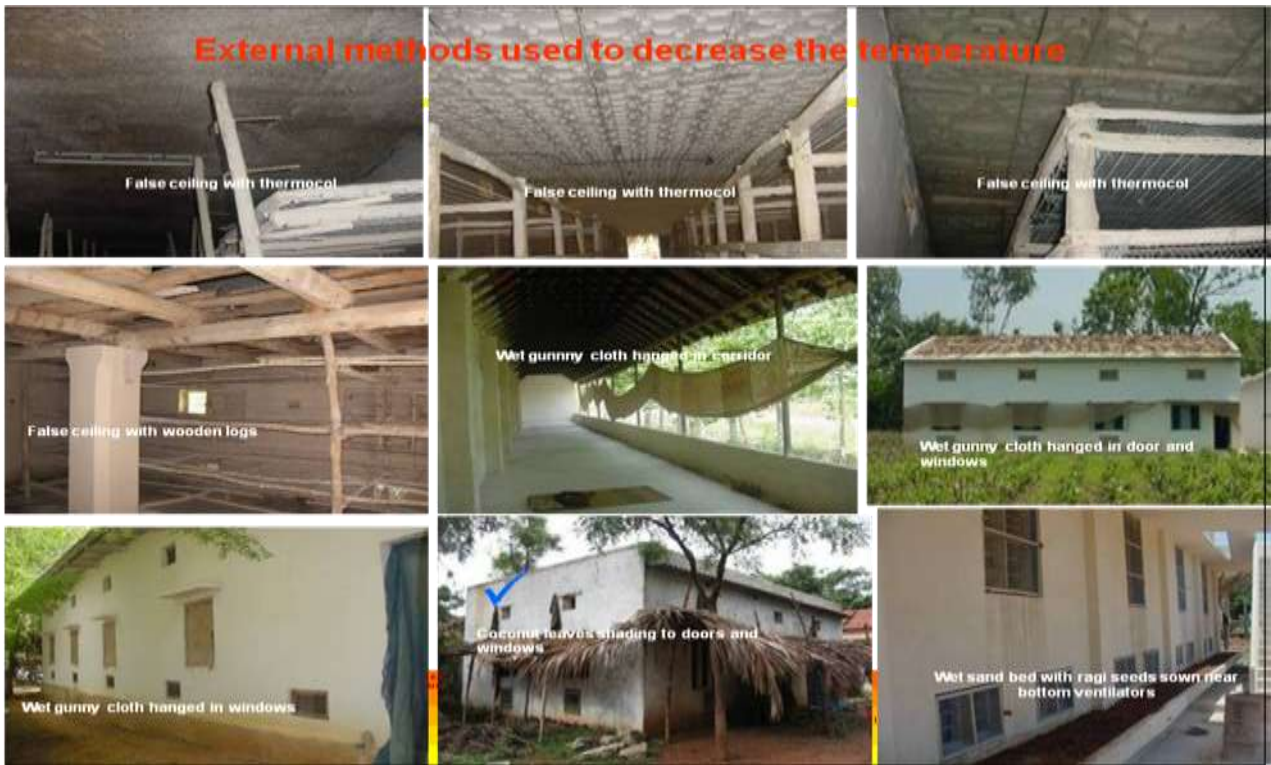 External methods used to decrease the temperature
False ceiling with thermocol
False ceiling with thermocol
False ceiling with thermocol
False ceiling with wooden logs
Wet gunnny cloth hanged in corridor
Wet gunny cloth hanged in door and
windows
Wet gunny cloth hanged in windows
Coconut leaves shading to doors and
windows
Wet sand bed with ragi seeds sown near
bottom ventilators